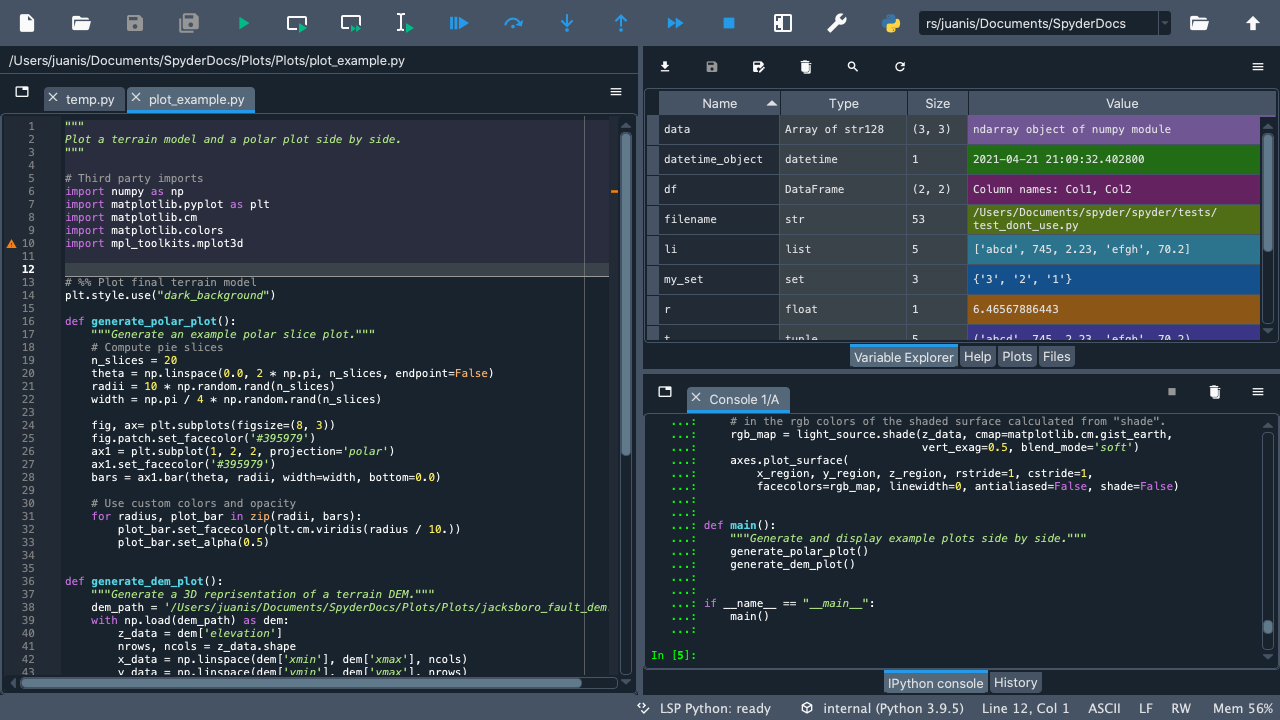 rs/juanis/Documents/SpyderDocs
/Users/juanis/Documents/SpyderDocs/Plots/Plots/plot_example.py
temp.py
plot_example.py
1 """
2 Plot a terrain model and a polar plot side by side.
3 """
4
5 # Third party imports
6 import numpy as np
7 import matplotlib.pyplot as plt
8 import matplotlib.cm
9 import matplotlib.colors
10 import mpl_toolkits.mplot3d
11
12
13 # %% Plot final terrain model
14 plt.style.use("dark_background")
15
16 def generate_polar_plot():
17     """Generate an example polar slice plot."""
18     # Compute pie slices
19     n_slices = 20
20     theta = np.linspace(0.0, 2 * np.pi, n_slices, endpoint=False)
21     radii = 10 * np.random.rand(n_slices)
22     width = np.pi / 4 * np.random.rand(n_slices)
23
24     fig, ax= plt.subplots(figsize=(8, 3))
25     fig.patch.set_facecolor('#395979')
26     ax1 = plt.subplot(1, 2, 2, projection='polar')
27     ax1.set_facecolor('#395979')
28     bars = ax1.bar(theta, radii, width=width, bottom=0.0)
29
30     # Use custom colors and opacity
31     for radius, plot_bar in zip(radii, bars):
32         plot_bar.set_facecolor(plt.cm.viridis(radius / 10.))
33         plot_bar.set_alpha(0.5)
34
35
36 def generate_dem_plot():
37     """Generate a 3D reprisentation of a terrain DEM."""
38     dem_path = '/Users/juanis/Documents/SpyderDocs/Plots/Plots/jacksboro_fault_dem
39     with np.load(dem_path) as dem:
40         z_data = dem['elevation']
41         nrows, ncols = z_data.shape
42         x_data = np.linspace(dem['xmin'], dem['xmax'], ncols)
43         y_data = np.linspace(dem['ymin'], dem['ymax'], nrows)
Name Type Size Value
data Array of str128 (3, 3) ndarray object of numpy module
datetime_object datetime 1 2021-04-21 21:09:32.402800
df DataFrame (2, 2) Column names: Col1, Col2
filename str 53 /Users/Documents/spyder/spyder/tests/
test_dont_use.py
li list 5 ['abcd', 745, 2.23, 'efgh', 70.2]
my_set set 3 {'3', '2', '1'}
r float 1 6.46567886443
t tuple 5 ('abcd', 745, 2.23, 'efgh', 70.2)
Variable Explorer Help Plots Files
Console 1/A
...:     # in the rgb colors of the shaded surface calculated from "shade".
...:     rgb_map = light_source.shade(z_data, cmap=matplotlib.cm.gist_earth,
...:                                  vert_exag=0.5, blend_mode='soft')
...:     axes.plot_surface(
...:         x_region, y_region, z_region, rstride=1, cstride=1,
...:         facecolors=rgb_map, linewidth=0, antialiased=False, shade=False)
...:
...:
...: def main():
...:     """Generate and display example plots side by side."""
...:     generate_polar_plot()
...:     generate_dem_plot()
...:
...:
...: if __name__ == "__main__":
...:     main()
...:
In [5]:
IPython console History
LSP Python: ready internal (Python 3.9.5) Line 12, Col 1 ASCII LF RW Mem 56%